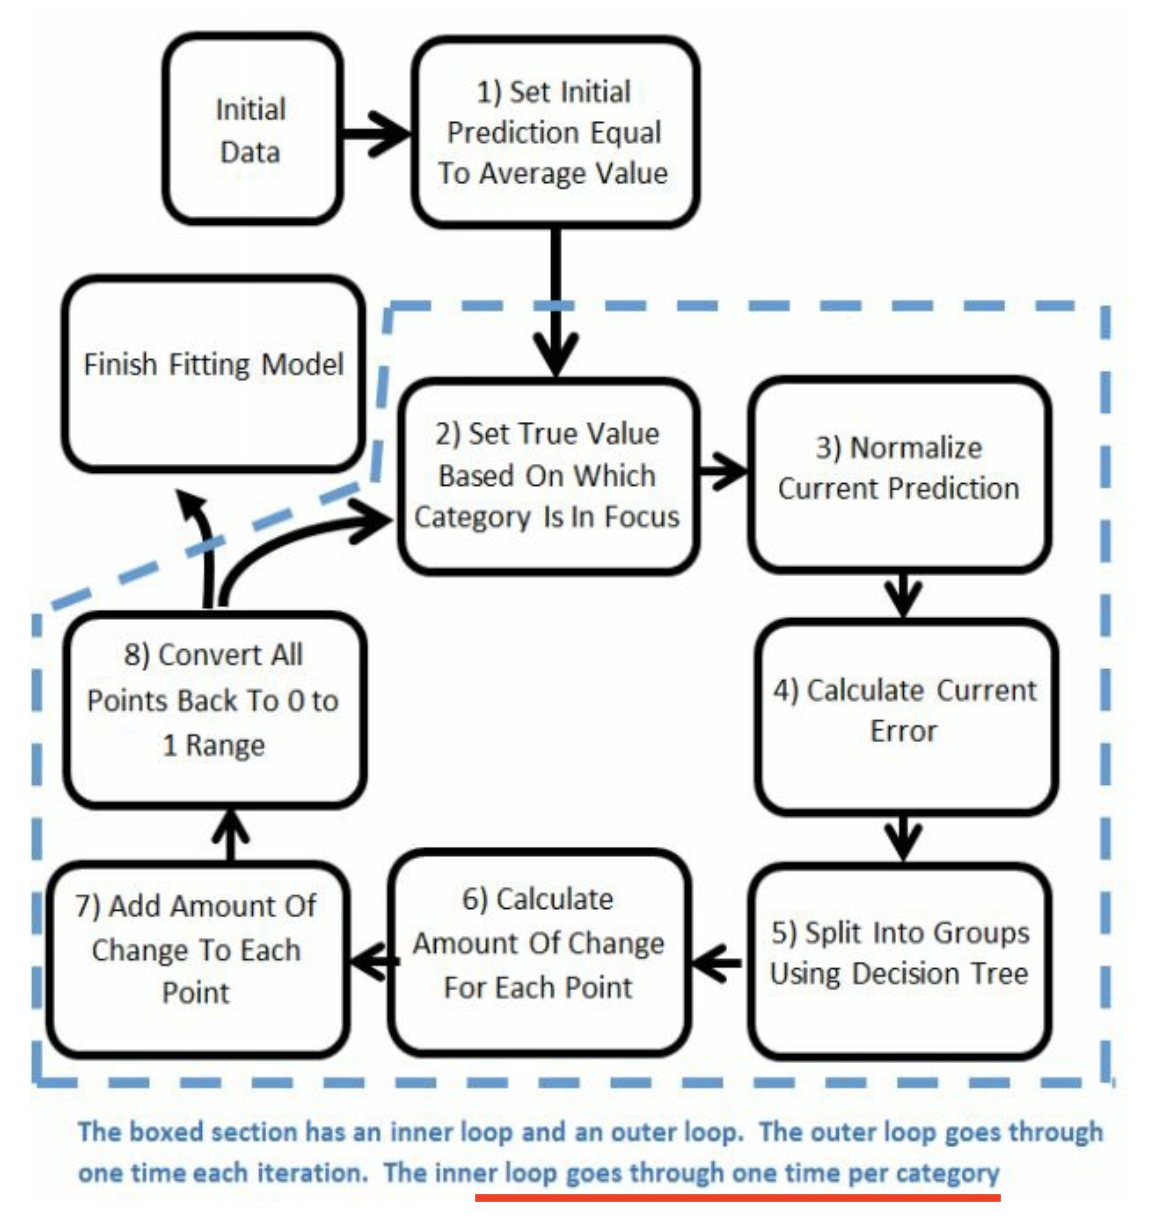 Initial
Data
1) Set Initial
Prediction Equal
To Average Value
Finish Fitting Model
2) Set True Value
Based On Which
Category Is In Focus
3) Normalize
Current Prediction
4) Calculate Current
Error
5) Split Into Groups
Using Decision Tree
6) Calculate
Amount Of Change
For Each Point
7) Add Amount Of
Change To Each
Point
8) Convert All
Points Back To 0 to
1 Range
The boxed section has an inner loop and an outer loop. The outer loop goes through
one time each iteration. The inner loop goes through one time per category